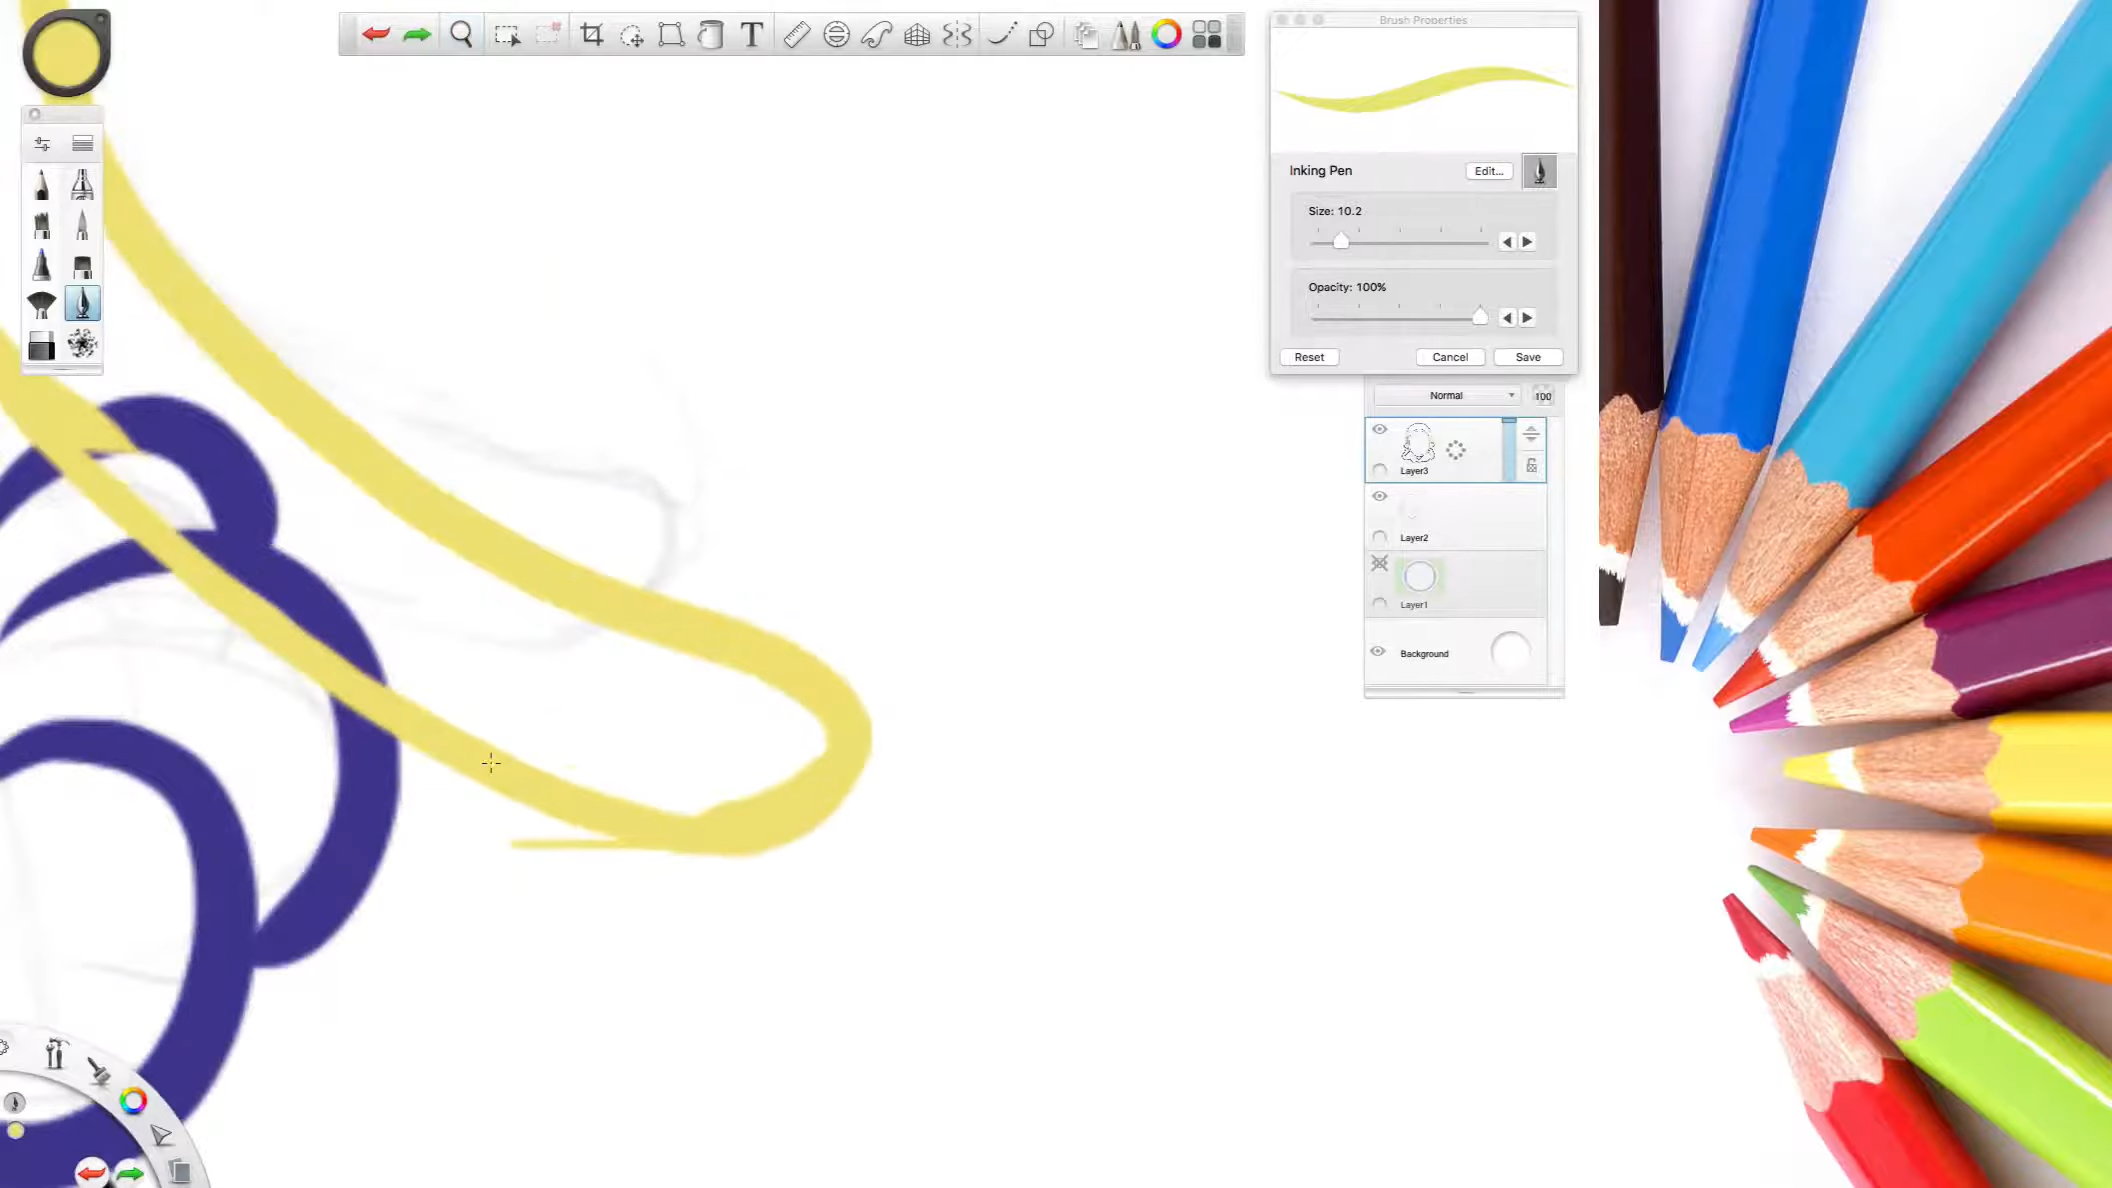 Brush Properties
T
Inking Pen
Edit...
Size: 10.2
Opacity: 100%
Reset
Cancel
Save
Normal
100
Layer3
Layer2
Layer1
Background